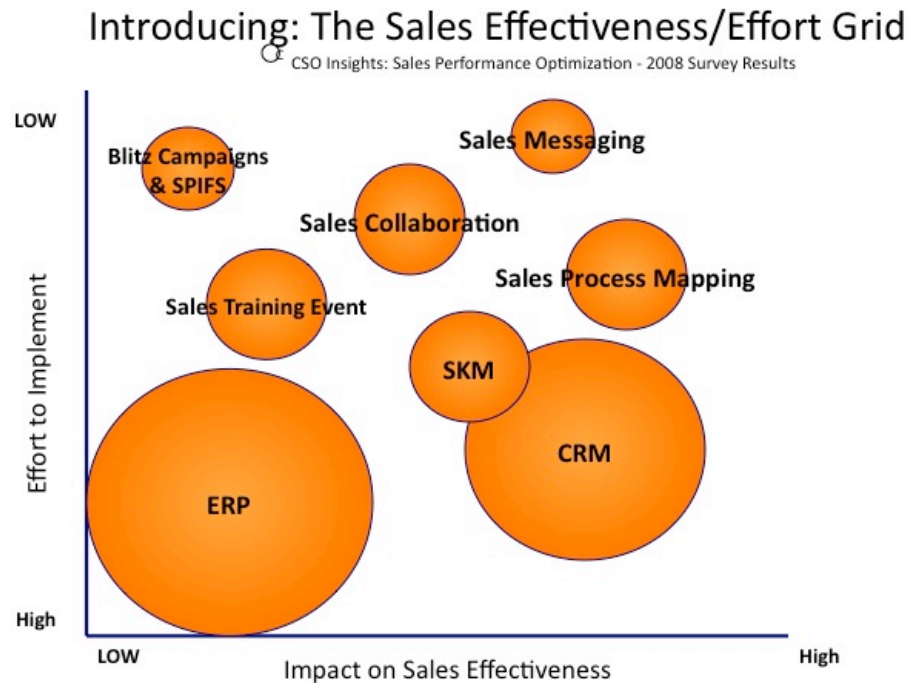 Introducing: The Sales Effectiveness/Effort Grid
CSO Insights: Sales Performance Optimization - 2008 Survey Results
LOW
Sales Messaging
Blitz Campaigns
& SPIFS
Sales Collaboration
Sales Process Mapping
Sales Training Event
Effort to Implement
SKM
CRM
ERP
High
LOW
High
Impact on Sales Effectiveness